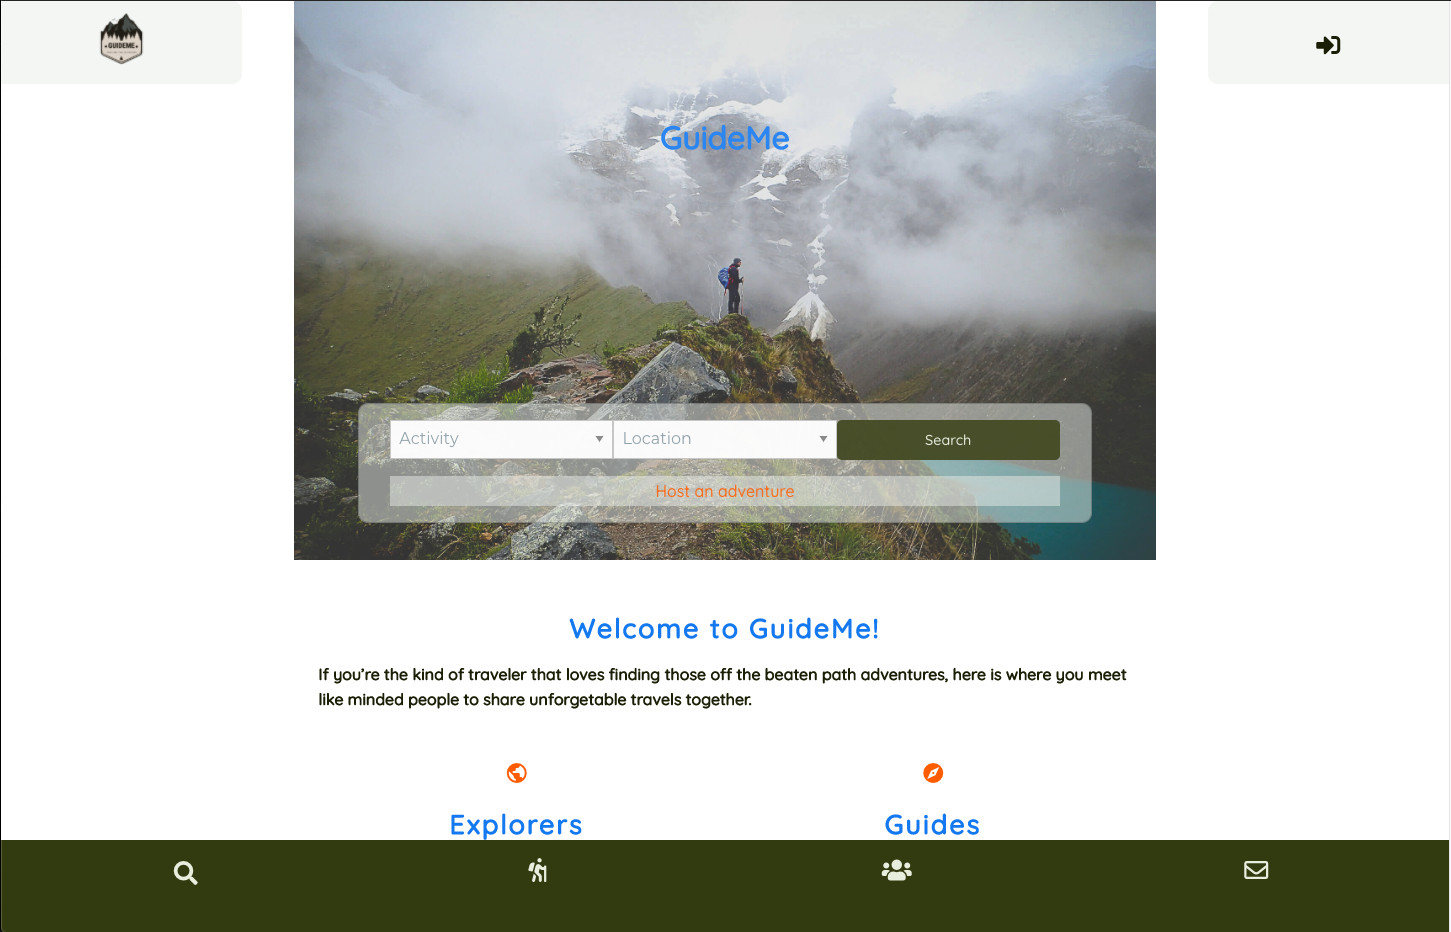 GUIDEME
GuideMe
Activity
Location
Search
Host an adventure
Welcome to GuideMe!
If you're the kind of traveler that loves finding those off the beaten path adventures, here is where you meet
like minded people to share unforgetable travels together.
Explorers
Guides